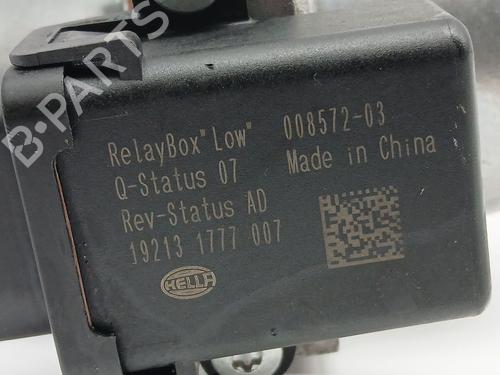 RelayBox"Low" 008572-03
Q-Status 07 Made in China
Rev-Status AD
19213 1777 007
HELLA
B-PARTS